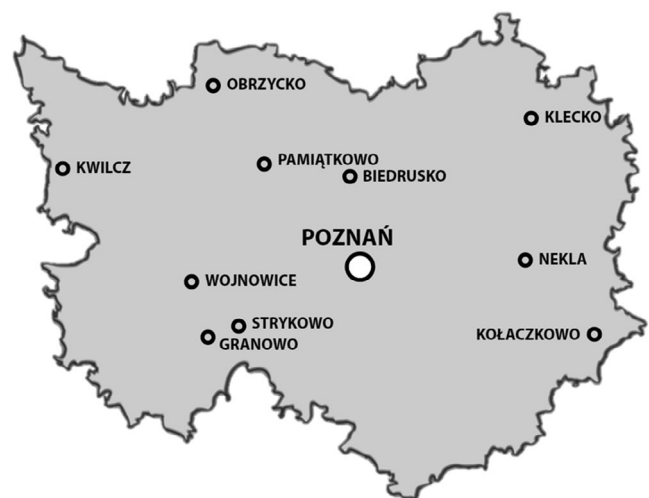 OBRZYCKO
KLECKO
PAMIĄTKOWO
KWILCZ
BIEDRUSKO
POZNAŃ
NEKLA
WOJNOWICE
STRYKOWO
KOŁACZKOWO
GRANOWO